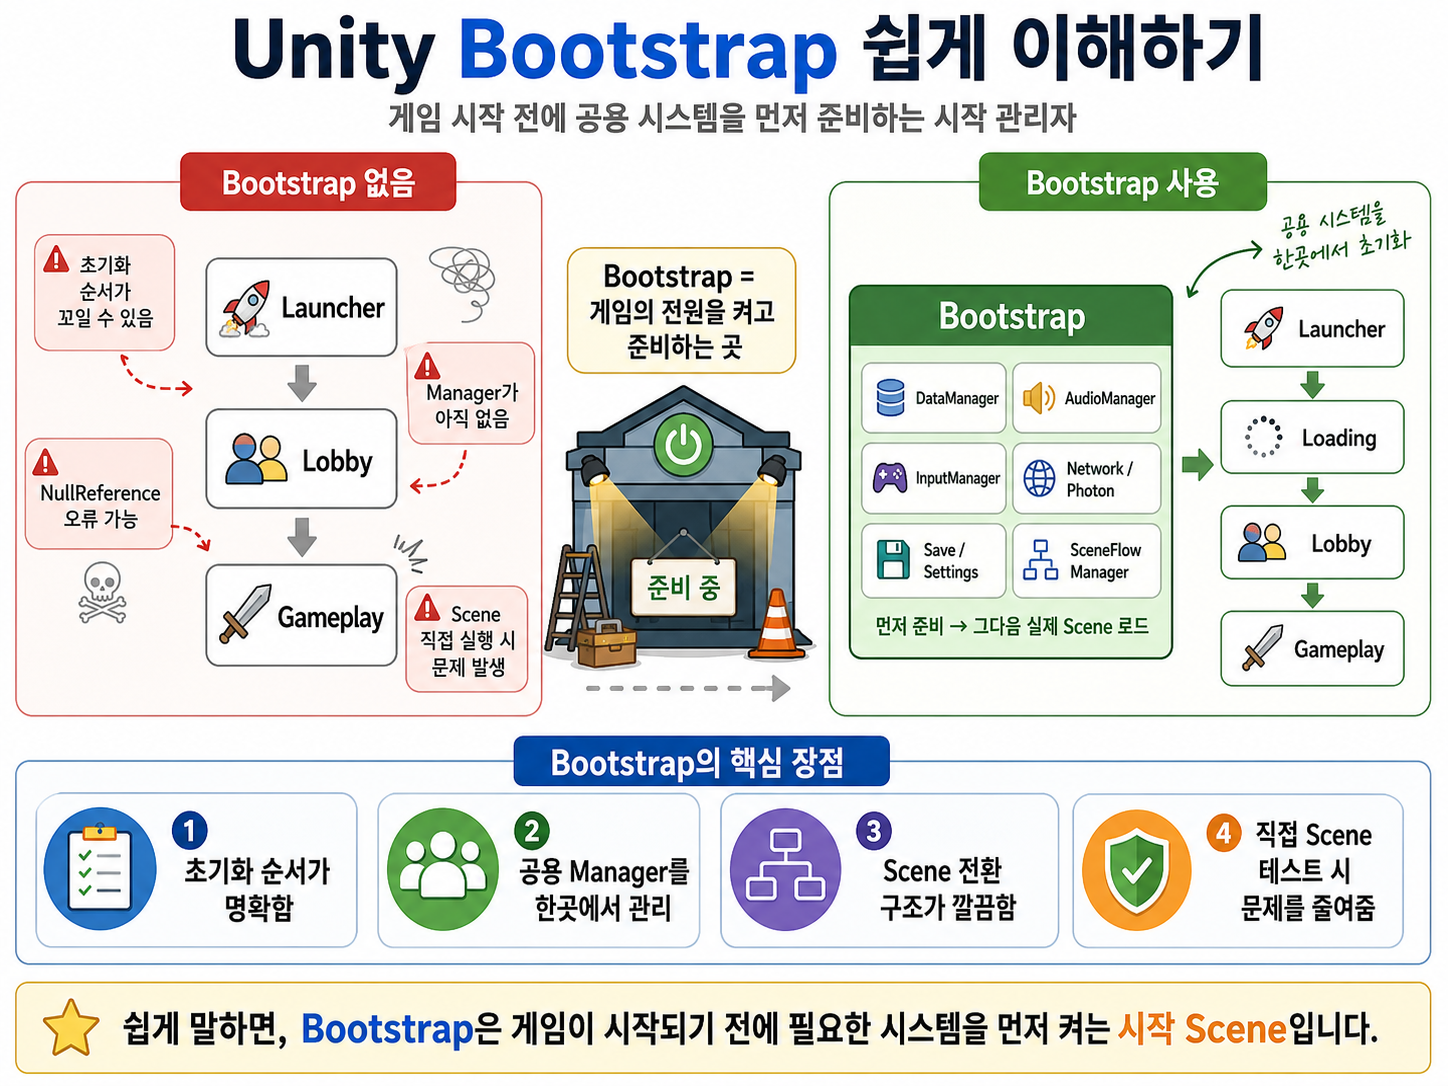 Unity Bootstrap 쉽게 이해하기
게임 시작 전에 공용 시스템을 먼저 준비하는 시작 관리자
Bootstrap 없음
초기화
순서가
꼬일 수 있음
Launcher
Manager가
아직 없음
Lobby
NullReference
오류 가능
Gameplay
Scene
직접 실행 시
문제 발생
Bootstrap =
게임의 전원을 켜고
준비하는 곳
준비 중
Bootstrap 사용
공용 시스템을
한곳에서 초기화
Bootstrap
DataManager
AudioManager
InputManager
Network /
Photon
Save /
Settings
SceneFlow
Manager
먼저 준비 → 그다음 실제 Scene 로드
Launcher
Loading
Lobby
Gameplay
Bootstrap의 핵심 장점
1
초기화 순서가
명확함
2
공용 Manager를
한곳에서 관리
3
Scene 전환
구조가 깔끔함
4 직접 Scene
테스트 시
문제를 줄여줌
쉽게 말하면, Bootstrap은 게임이 시작되기 전에 필요한 시스템을 먼저 켜는 시작 Scene입니다.